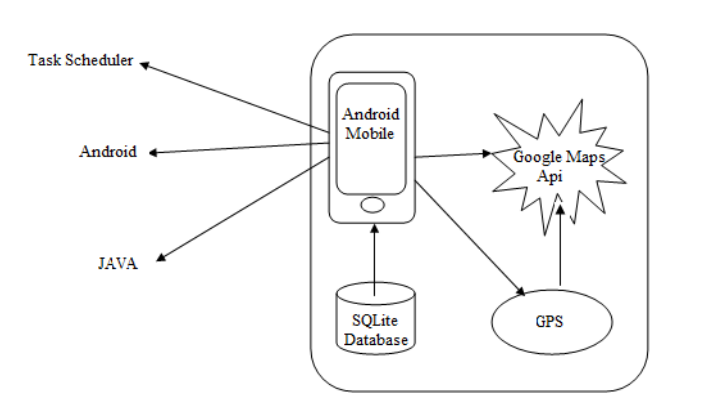 Task Scheduler
Android
Mobile
Android
Google Maps
Api
JAVA
SQLite
Database
GPS